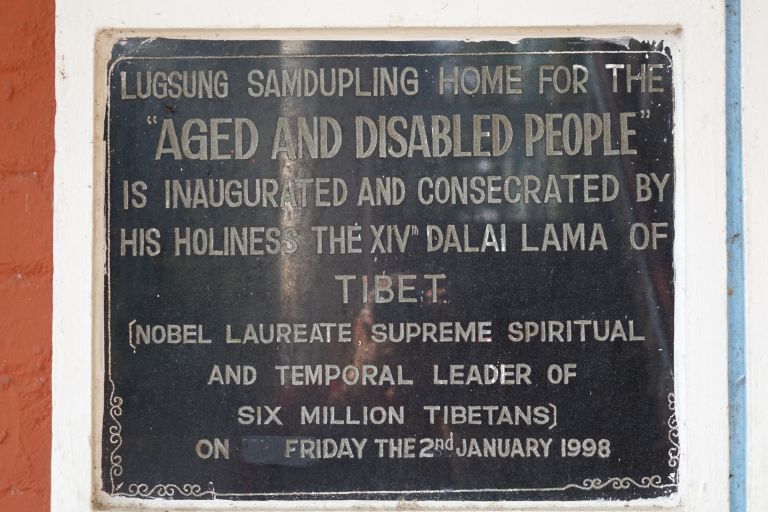 LUGSUNG SAMDUPLING HOME FOR THE
"AGED AND DISABLED PEOPLE"
IS INAUGURATED AND CONSECRATED BY
HIS HOLINESS THE XIVth DALAI LAMA OF
TIBET
(NOBEL LAUREATE SUPREME SPIRITUAL
AND TEMPORAL LEADER OF
SIX MILLION TIBETANS)
ON FRIDAY THE 2nd JANUARY 1998